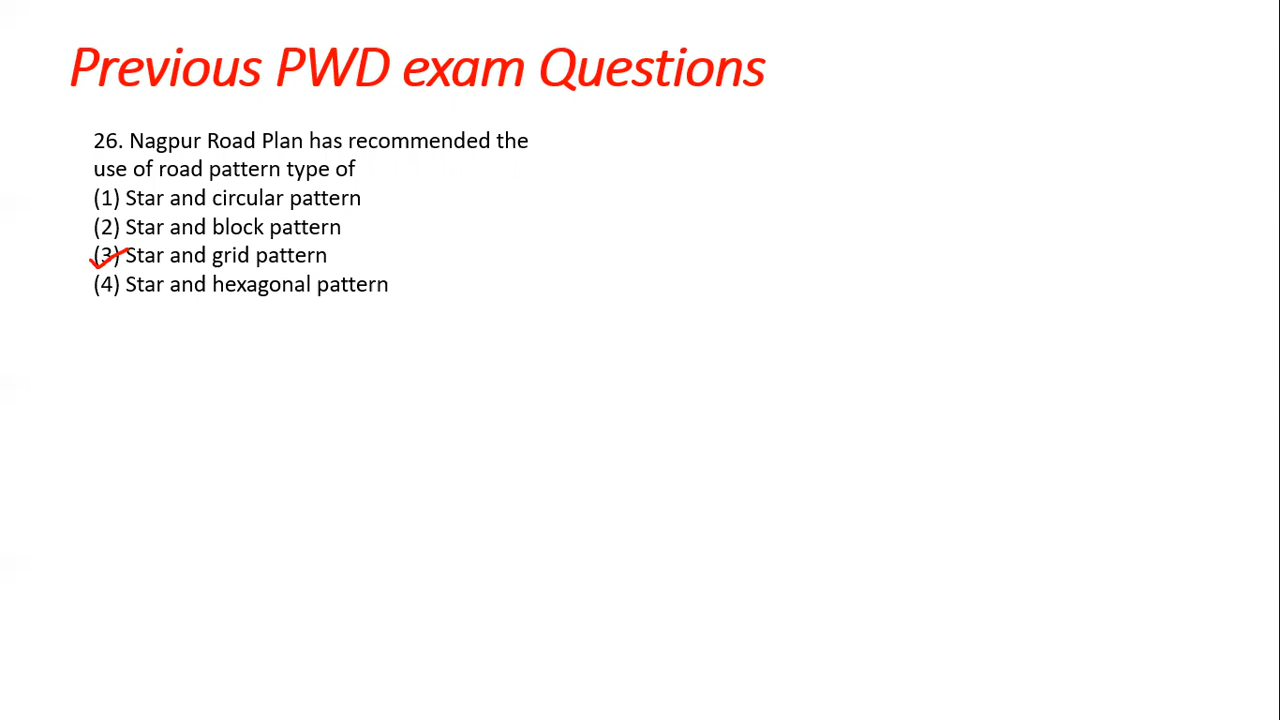 Previous PWD exam Questions
26. Nagpur Road Plan has recommended the
use of road pattern type of
(1) Star and circular pattern
(2) Star and block pattern
(3) Star and grid pattern
(4) Star and hexagonal pattern